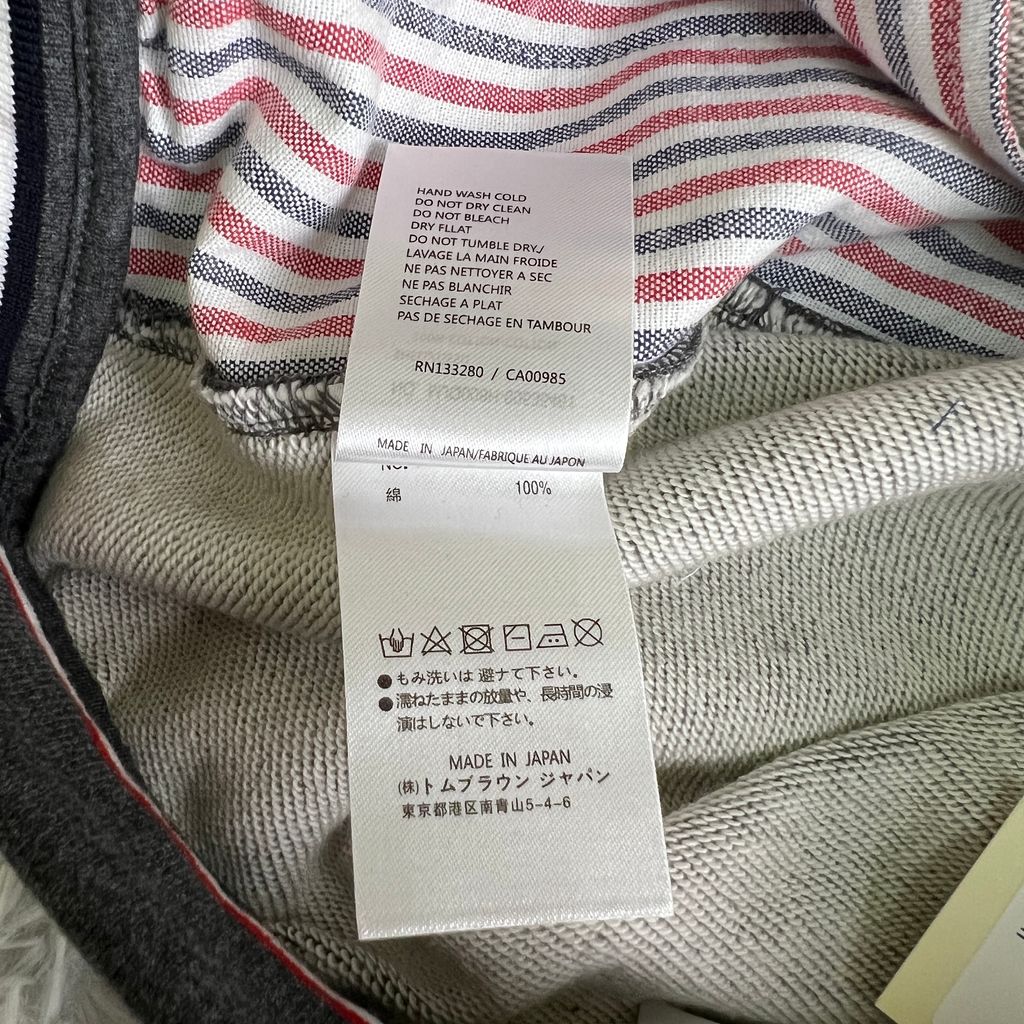 HAND WASH COLD
DO NOT DRY CLEAN
DO NOT BLEACH
DRY FLLAT
DO NOT TUMBLE DRY./
LAVAGE LA MAIN FROIDE
NE PAS NETTOYER A SEC
NE PAS BLANCHIR
SECHAGE A PLAT
PAS DE SECHAGE EN TAMBOUR
RN133280 / CA00985
MADE IN JAPAN/FABRIQUE AU JAPON
NO.
綿 100%
●もみ洗いは 避ナて下さい。
●濡ねたままの放量や、長時間の浸
演はしないで下さい。
MADE IN JAPAN
(株)トムブラウン ジャパン
東京都港区南青山5-4-6